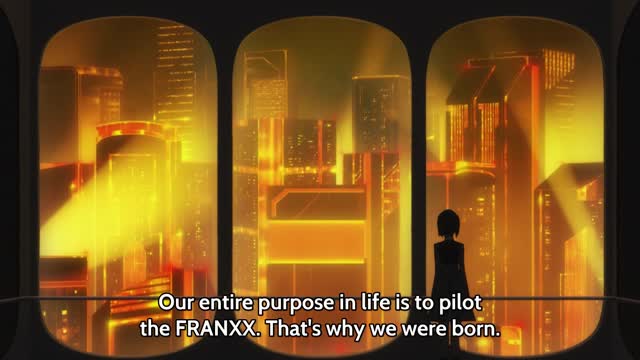 Our entire purpose in life is to pilot
the FRANXX. That's why we were born.